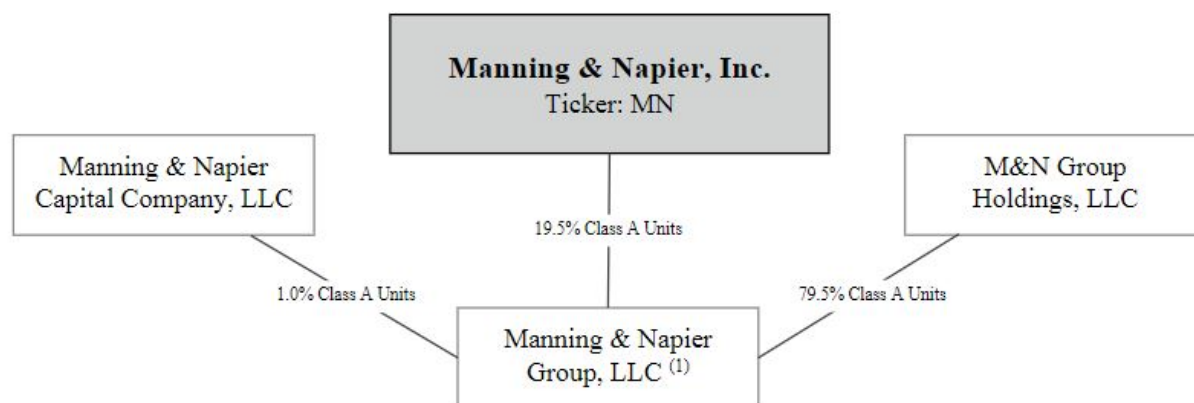 Manning & Napier, Inc.
Ticker: MN
Manning & Napier
Capital Company, LLC
M&N Group
Holdings, LLC
19.5% Class A Units
1.0% Class A Units
79.5% Class A Units
Manning & Napier
Group, LLC (1)